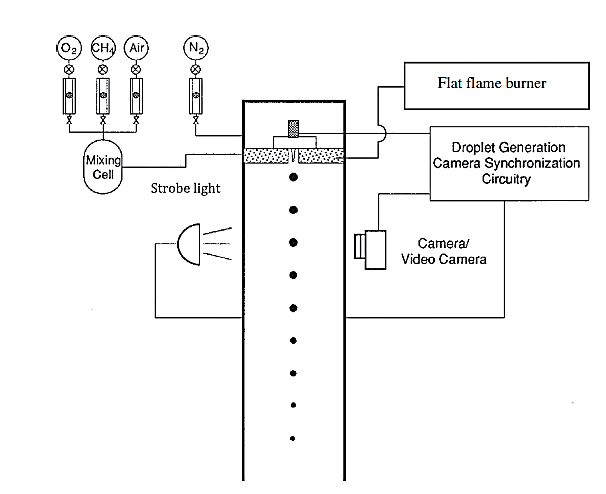 O2 CH4 Air N2
Flat flame burner
Mixing
Cell
Droplet Generation
Camera Synchronization
Circuitry
Strobe light
Camera/
Video Camera